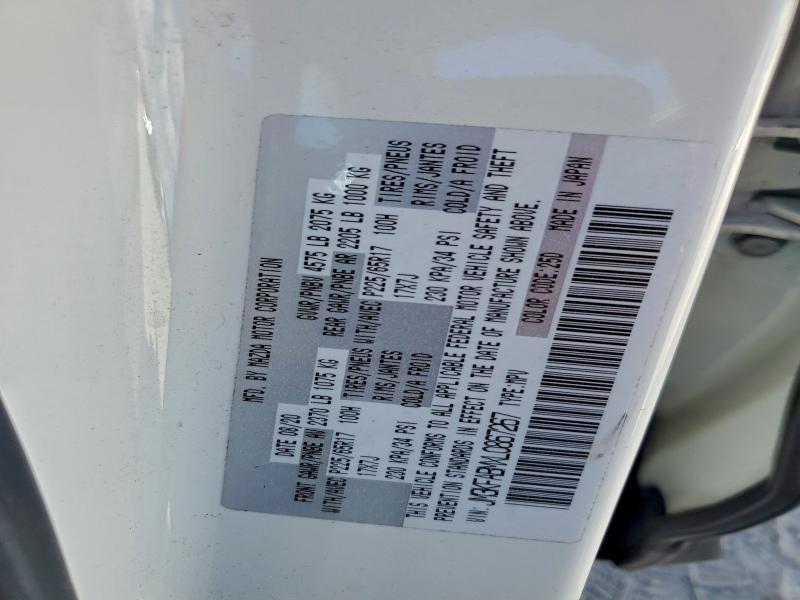 MFD. BY MAZDA MOTOR CORPORATION
DATE 08/20 GVWR/PNBV 4575 LB 2075 KG
FRONT GAWR/PNBE AV 2370 LB 1075 KG REAR GAWR/PNBE AR 2205 LB 1000 KG
WITH/AVEC P225/65R17 100H TIRES/PNEUS WITH/AVEC P225/65R17 100H TIRES/PNEUS
17X7J RIMS/JANTES 17X7J RIMS/JANTES
230 KPA/34 PSI COLD/A FROID 230 KPA/34 PSI COLD/A FROID
THIS VEHICLE CONFORMS TO ALL APPLICABLE FEDERAL MOTOR VEHICLE SAFETY AND THEFT
PREVENTION STANDARDS IN EFFECT ON THE DATE OF MANUFACTURE SHOWN ABOVE.
COLOR CODE:25D MADE IN JAPAN
VIN: TYPE:MPV